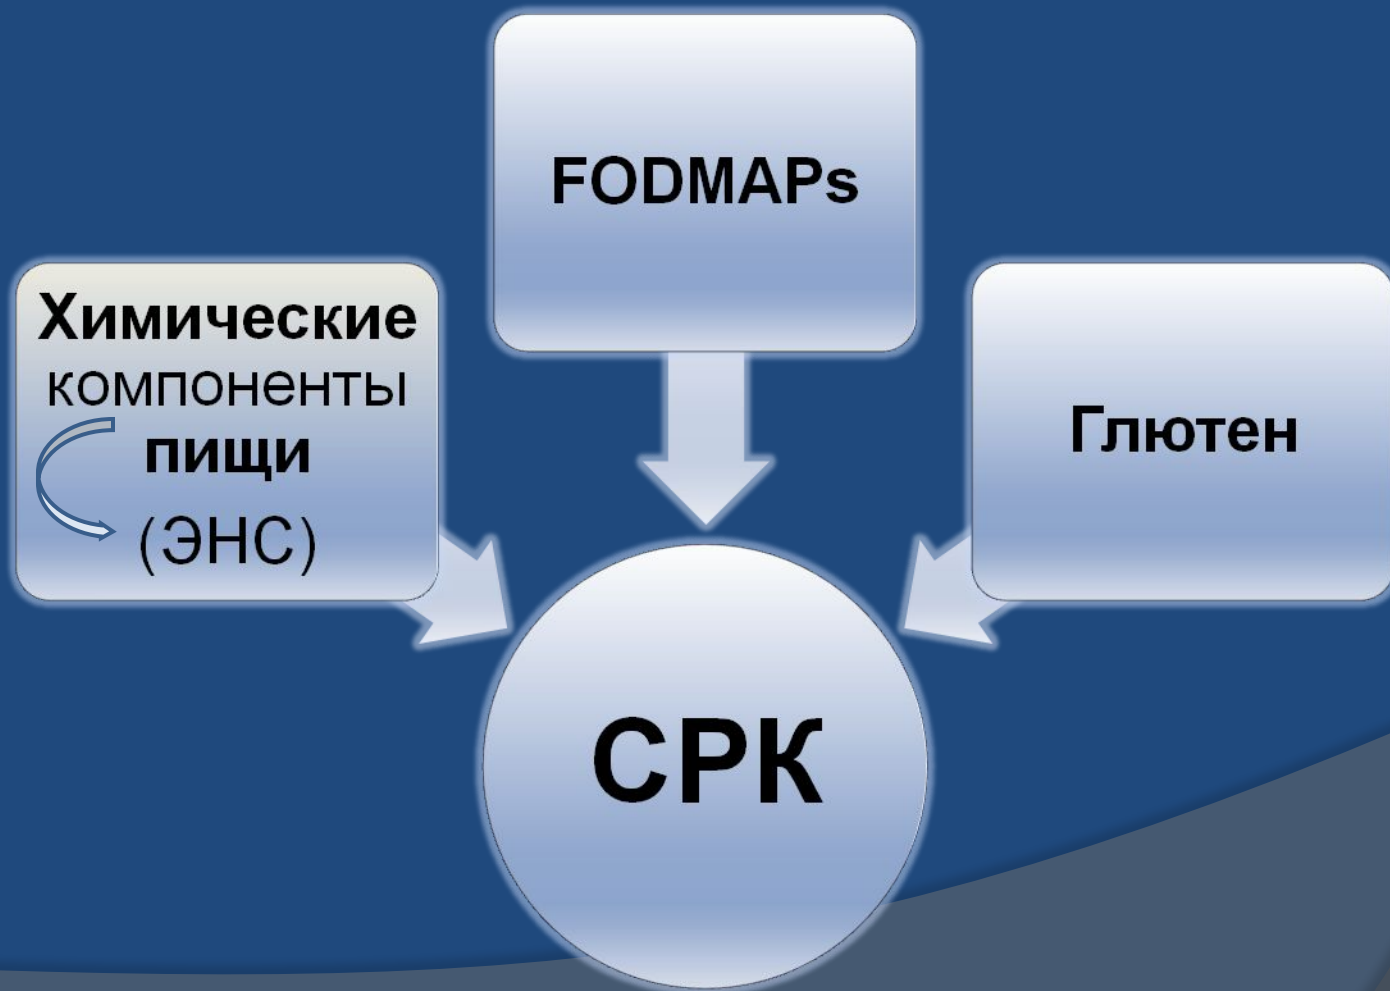 FODMAPs
Химические
компоненты
пищи
(ЭНС)
Глютен
СРК